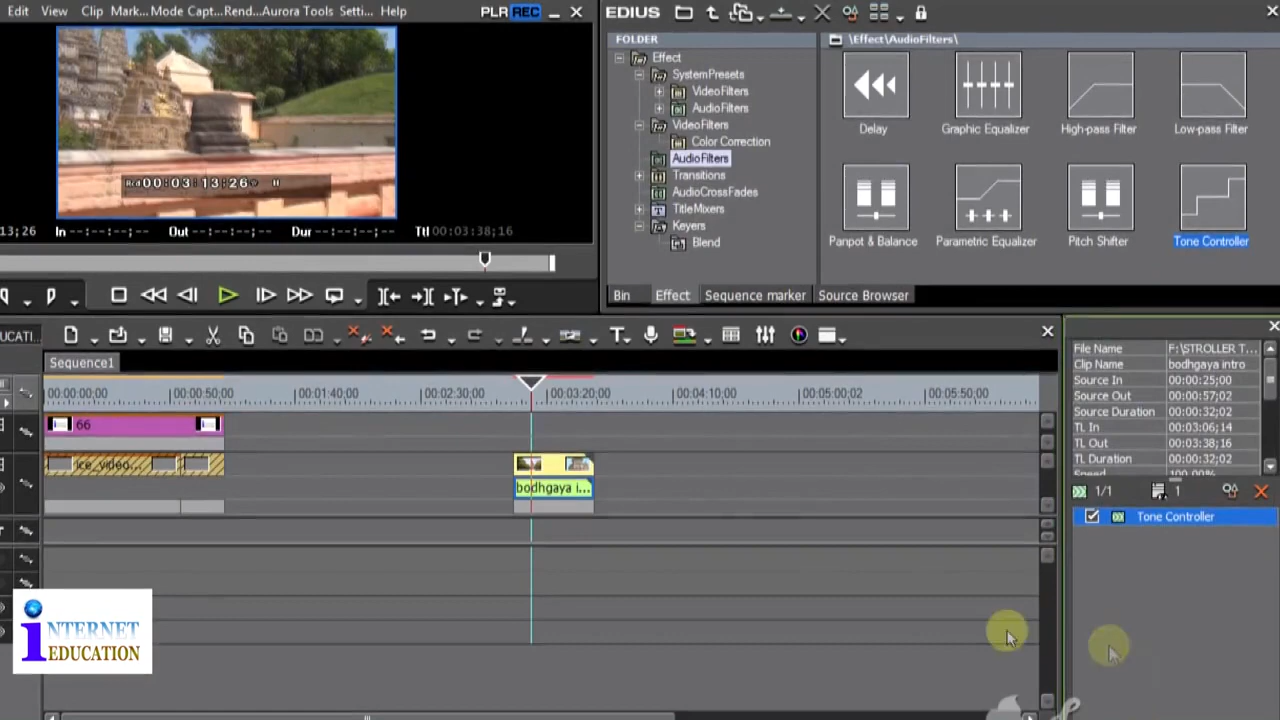 Edit View Clip Mark... Mode Capt... Rend... Aurora Tools Setti... Help PLR REC
EDIUS
Rcd 00:03:13:26 II
13;26 In --:--:--:-- Out --:--:--:-- Dur --:--:--:-- Ttl 00:03:38;16
FOLDER
Effect
SystemPresets
VideoFilters
AudioFilters
VideoFilters
Color Correction
AudioFilters
Transitions
AudioCrossFades
TitleMixers
Keyers
Blend
\Effect\AudioFilters\
Delay Graphic Equalizer High-pass Filter Low-pass Filter
Panpot & Balance Parametric Equalizer Pitch Shifter Tone Controller
Bin Effect Sequence marker Source Browser
UCATI...
Sequence1
00:00:00;00 00:00:50;00 00:01:40;00 00:02:30;00 00:03:20;00 00:04:10;00 00:05:00;02 00:05:50;00
66
ice_video...
bodhgaya i...
File Name F:\STROLLER T...
Clip Name bodhgaya intro
Source In 00:00:25;00
Source Out 00:00:57;02
Source Duration 00:00:32;02
TL In 00:03:06;14
TL Out 00:03:38;16
TL Duration 00:00:32;02
Speed 100.00%
1/1 1
Tone Controller
INTERNET
EDUCATION